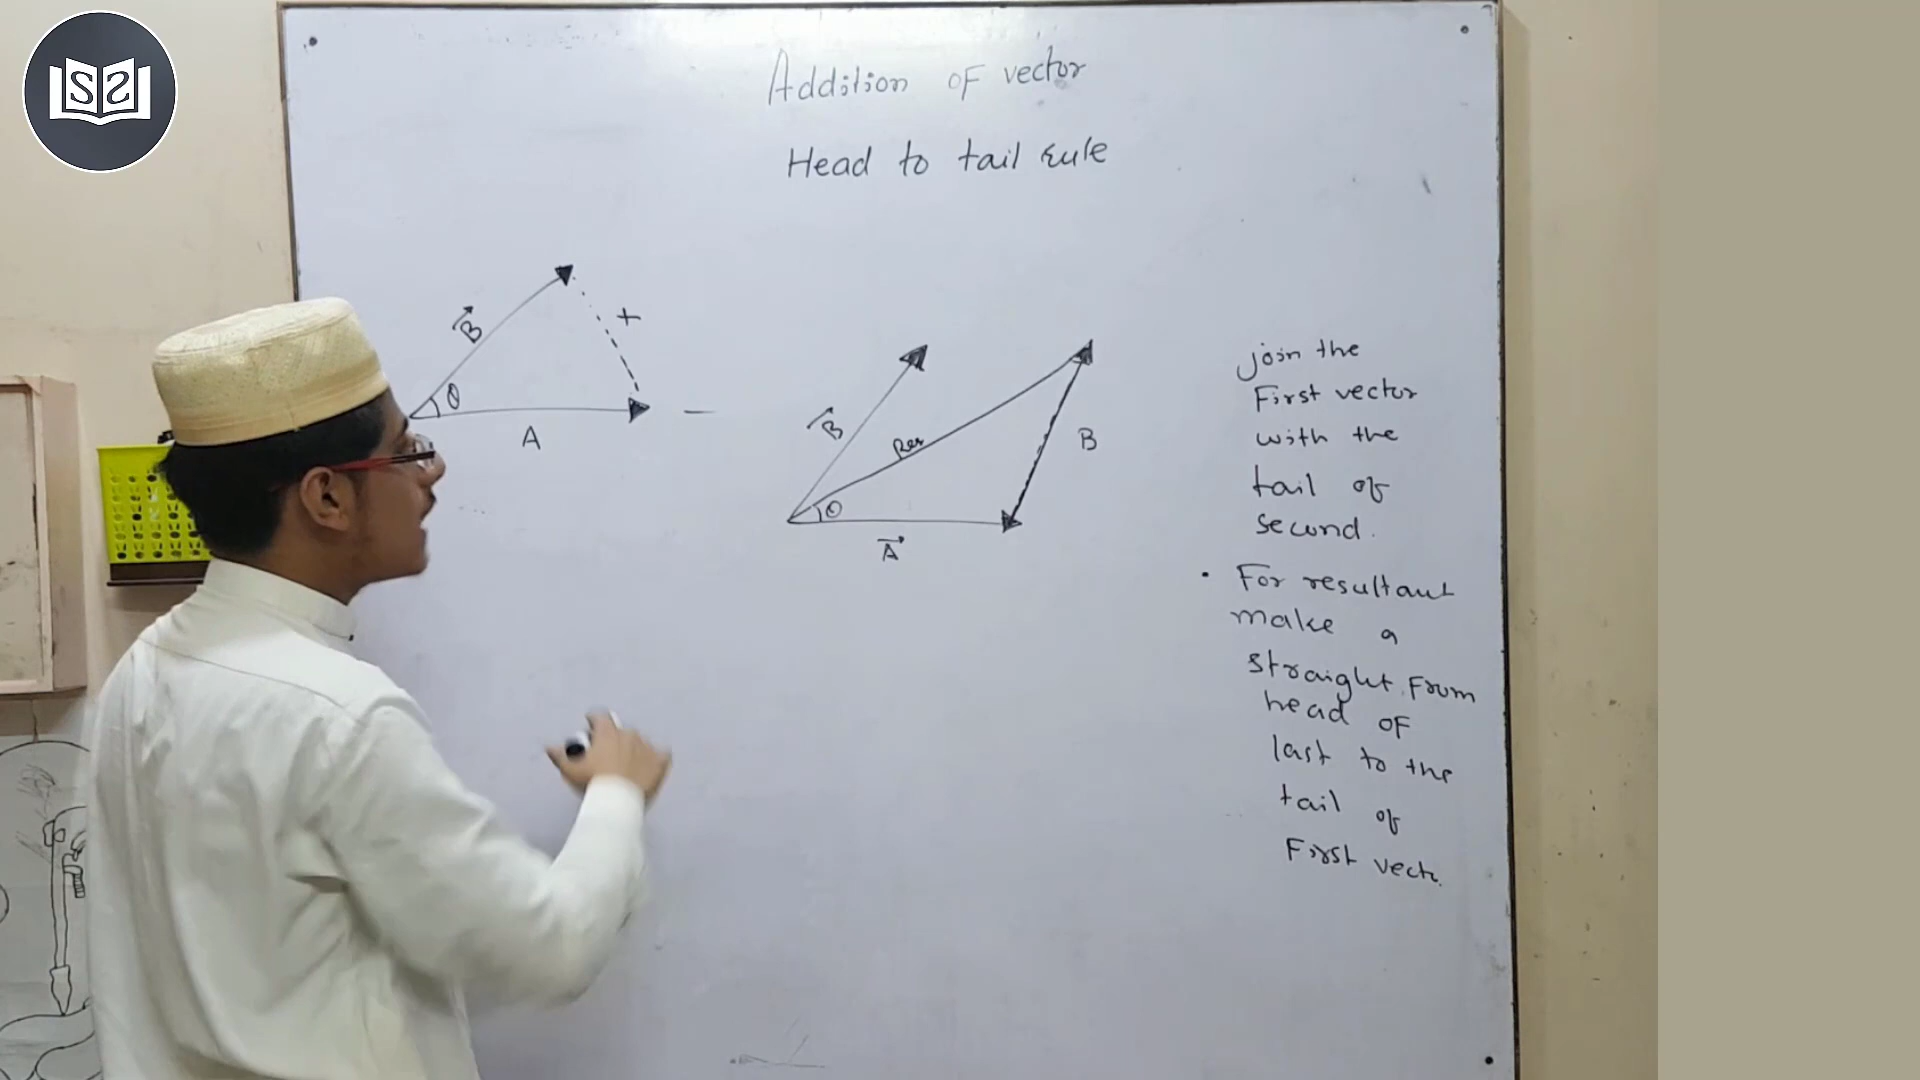 Addition of vector
Head to tail rule
B
+
θ
A
B
Res
B
θ
A
join the
First vector
with the
tail of
second.
• For resultant
make a
straight from
head of
last to the
tail of
First vect.